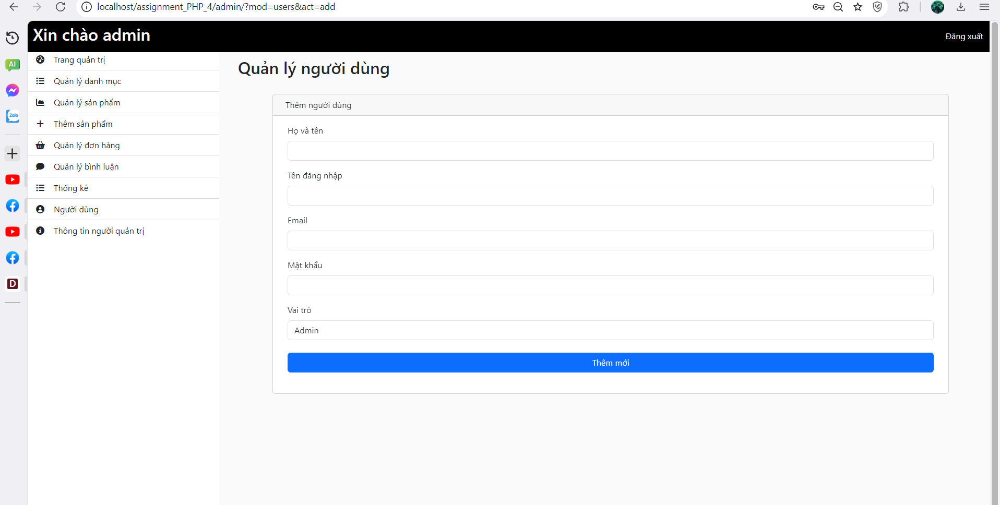 localhost/assignment_PHP_4/admin/?mod=users&act=add
Xin chào admin
Đăng xuất
AI
Zalo
D
Trang quản trị
Quản lý danh mục
Quản lý sản phẩm
Thêm sản phẩm
Quản lý đơn hàng
Quản lý bình luận
Thống kê
Người dùng
Thông tin người quản trị
Quản lý người dùng
Thêm người dùng
Họ và tên
Tên đăng nhập
Email
Mật khẩu
Vai trò
Admin
Thêm mới